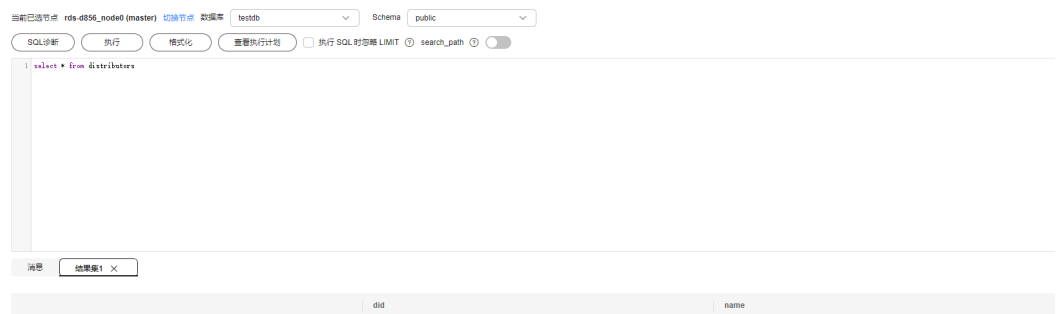 当前已选节点 rds-d856_node0 (master) 切换节点 数据库 testdb Schema public
SQL诊断 执行 格式化 查看执行计划 执行 SQL 时忽略 LIMIT ? search_path ?
1 select * from distributors
消息 结果集1 ×
did name